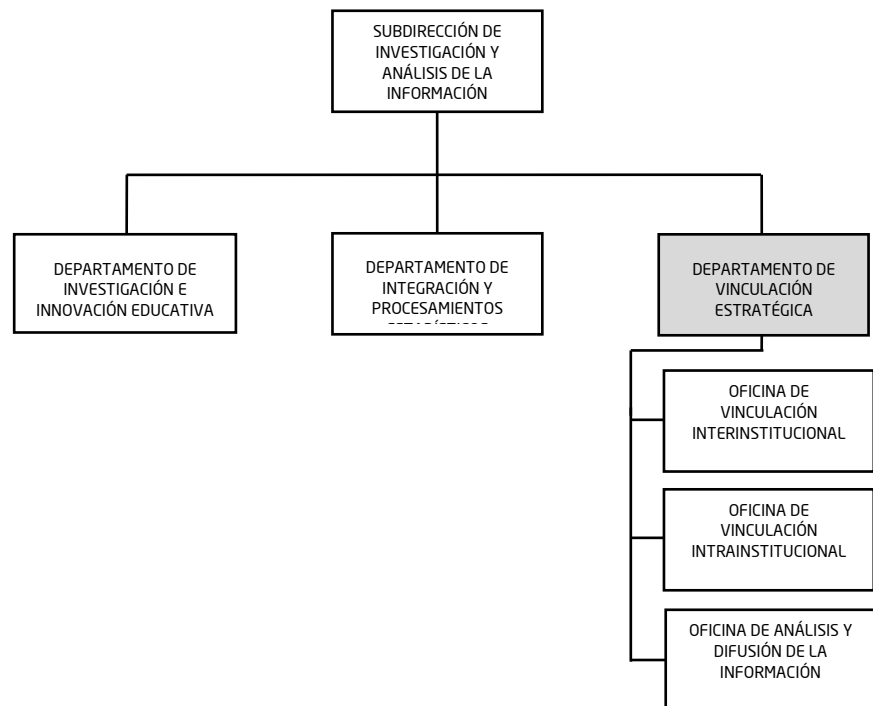 SUBDIRECCIÓN DE
INVESTIGACIÓN Y
ANÁLISIS DE LA
INFORMACIÓN
DEPARTAMENTO DE
INVESTIGACIÓN E
INNOVACIÓN EDUCATIVA
DEPARTAMENTO DE
INTEGRACIÓN Y
PROCESAMIENTOS
DEPARTAMENTO DE
VINCULACIÓN
ESTRATÉGICA
OFICINA DE
VINCULACIÓN
INTERINSTITUCIONAL
OFICINA DE
VINCULACIÓN
INTRAINSTITUCIONAL
OFICINA DE ANÁLISIS Y
DIFUSIÓN DE LA
INFORMACIÓN